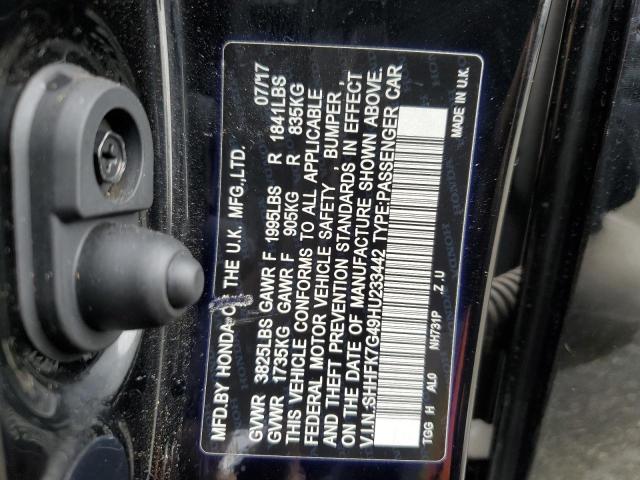 MFD.BY HONDA OF THE U.K. MFG.,LTD. 07/17
GVWR 3825LBS GAWR F 1995LBS R 1841LBS
GVWR 1735KG GAWR F 905KG R 835KG
THIS VEHICLE CONFORMS TO ALL APPLICABLE
FEDERAL MOTOR VEHICLE SAFETY, BUMPER,
AND THEFT PREVENTION STANDARDS IN EFFECT
ON THE DATE OF MANUFACTURE SHOWN ABOVE.
V.I.N.:SHHFK7G49HU233442 TYPE:PASSENGER CAR
TGG H AL0 NH731P Z U MADE IN U.K.